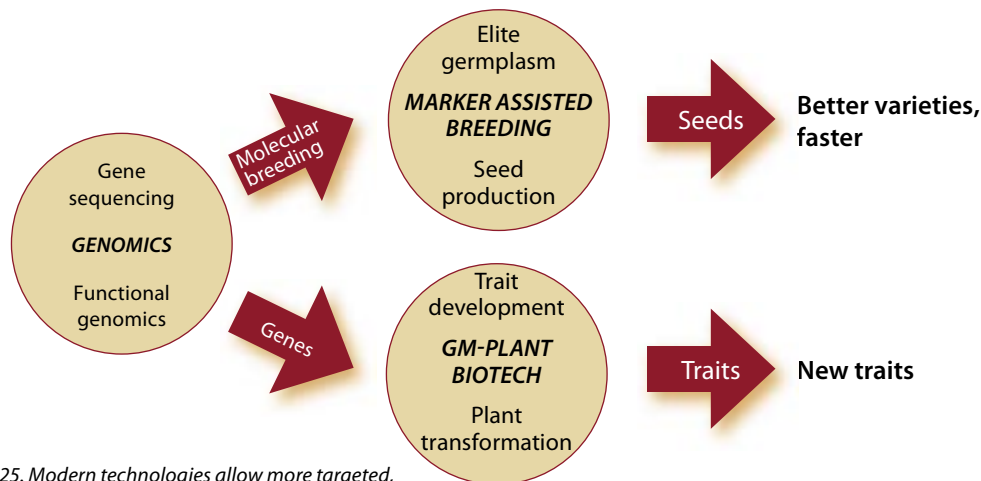 Gene
sequencing
GENOMICS
Functional
genomics
Molecular
breeding
Elite
germplasm
MARKER ASSISTED
BREEDING
Seed
production
Seeds
Better varieties,
faster
Genes
Trait
development
GM-PLANT
BIOTECH
Plant
transformation
Traits
New traits
25. Modern technologies allow more targeted,